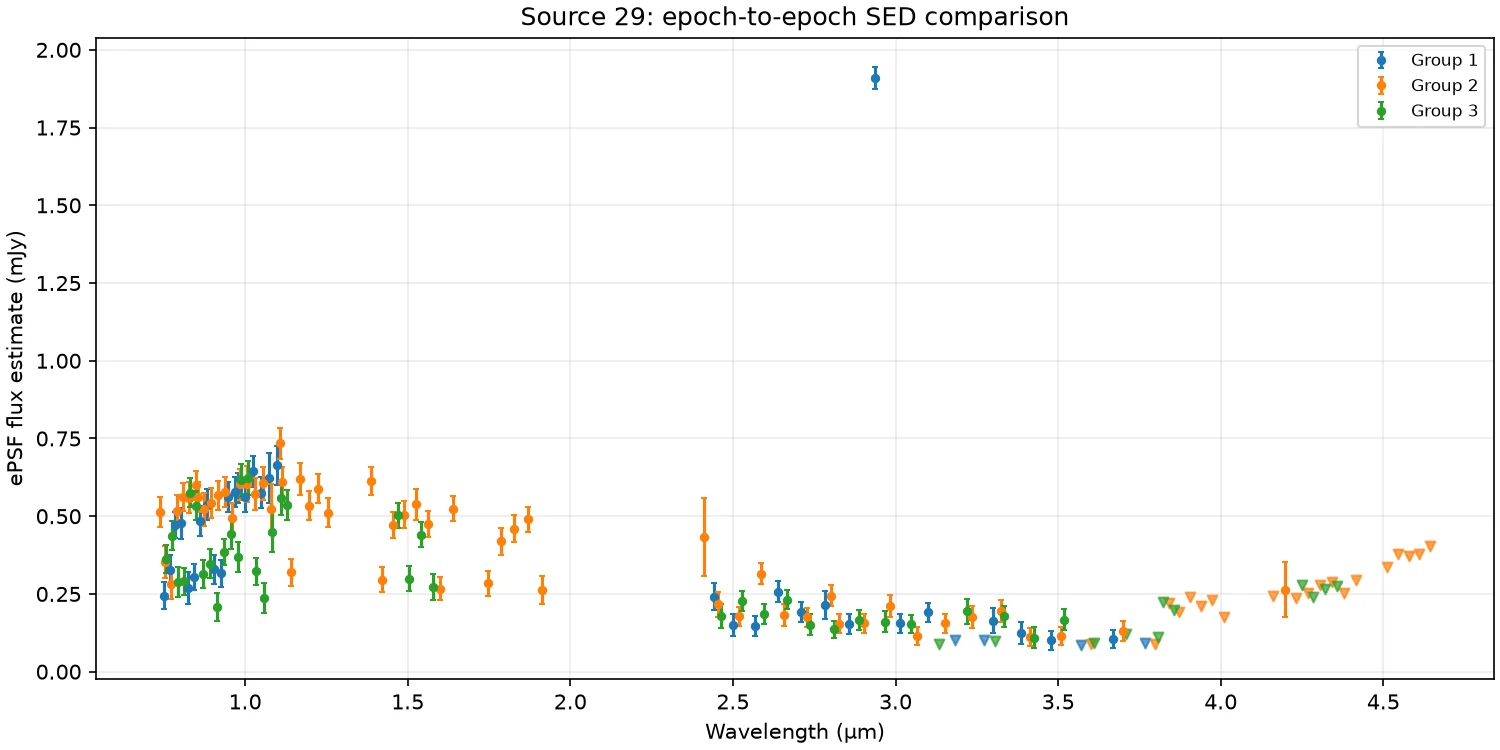 Source 29: epoch-to-epoch SED comparison
Group 1
Group 2
Group 3
ePSF flux estimate (mJy)
2.00
1.75
1.50
1.25
1.00
0.75
0.50
0.25
0.00
1.0 1.5 2.0 2.5 3.0 3.5 4.0 4.5
Wavelength (μm)